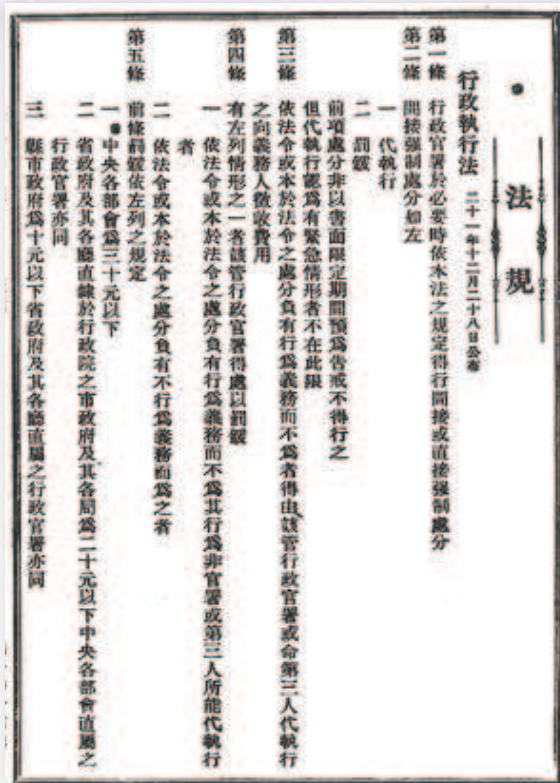 法規
行政執行法 二十一年十二月二十八日公布
第一條 行政官署於必要時依本法之規定得行間接或直接强制處分
第二條 間接强制處分如左
一 代執行
二 罰鍰
前項處分非以書面限定期間預爲告戒不得行之
但代執行認爲有緊急情形者不在此限
第三條 依法令或本於法令之處分負有行爲義務而不爲者得由該管行政官署或命第三人代執行
之向義務人徵收費用
第四條 有左列情形之一者該管行政官署得處以罰鍰
一 依法令或本於法令之處分負有行爲義務而不爲其行爲非官署或第三人所能代執行
者
二 依法令或本於法令之處分負有不行爲義務而爲之者
第五條 前條罰鍰依左列之規定
一 中央各部會爲三十元以下
二 省政府及其各廳直隸於行政院之市政府及其各局爲二十元以下中央各部會直屬之
行政官署亦同
三 縣市政府爲十元以下省政府及其各廳直屬之行政官署亦同